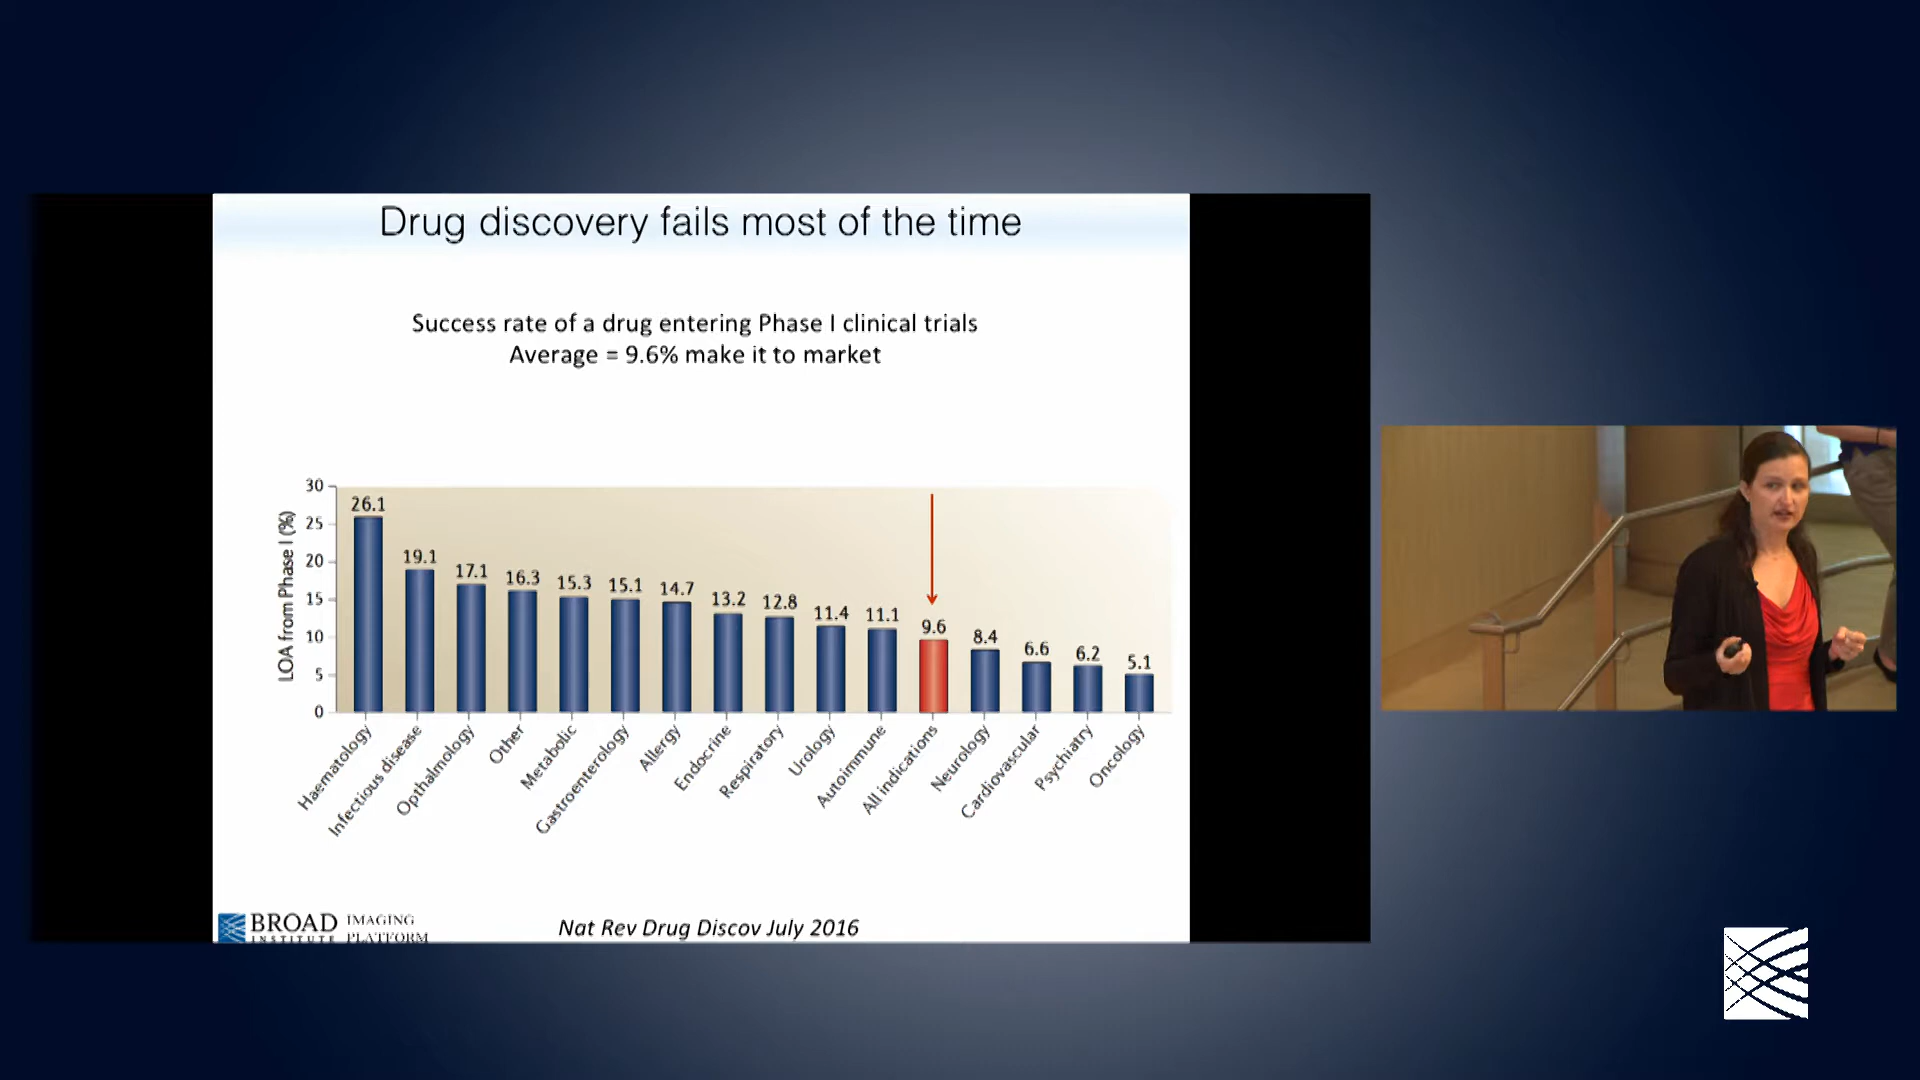 Drug discovery fails most of the time
Success rate of a drug entering Phase I clinical trials
Average = 9.6% make it to market
LOA from Phase I (%)
30
25
20
15
10
5
0
26.1
19.1
17.1
16.3
15.3
15.1
14.7
13.2
12.8
11.4
11.1
9.6
8.4
6.6
6.2
5.1
Haematology
Infectious disease
Opthalmology
Other
Metabolic
Gastroenterology
Allergy
Endocrine
Respiratory
Urology
Autoimmune
All indications
Neurology
Cardiovascular
Psychiatry
Oncology
BROAD
INSTITUTE
IMAGING
PLATFORM
Nat Rev Drug Discov July 2016